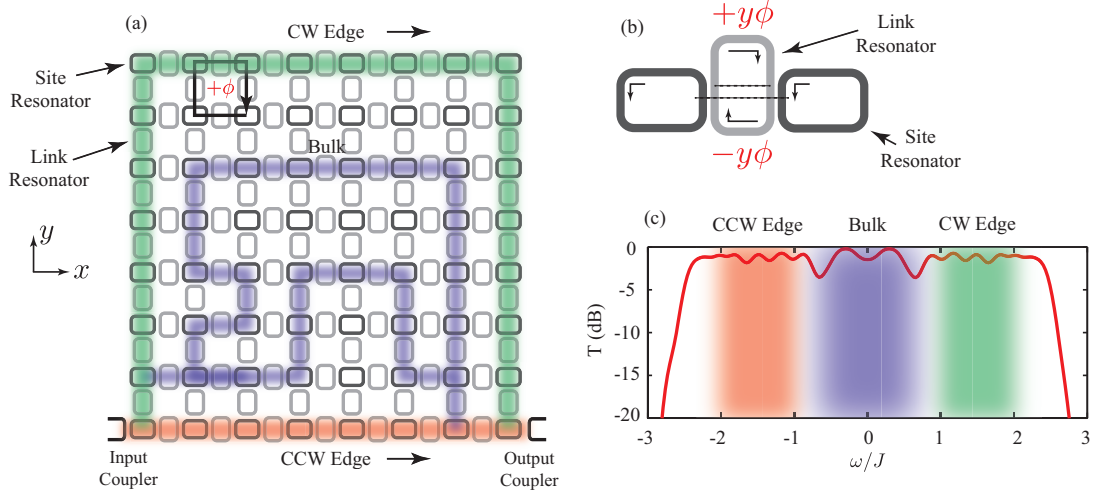 (a)
CW Edge
Site
Resonator
+ϕ
Link
Resonator
Bulk
y
x
Input
Coupler
CCW Edge
Output
Coupler
(b)
+yϕ
Link
Resonator
−yϕ
Site
Resonator
(c)
CCW Edge
Bulk
CW Edge
T (dB)
0
-5
-10
-15
-20
-3
-2
-1
0
1
2
3
ω/J